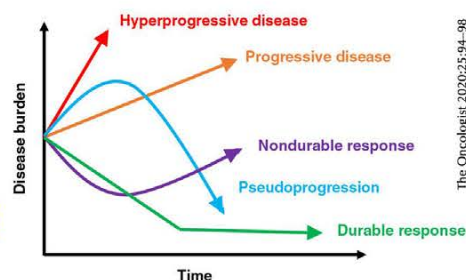 Hyperprogressive disease
Progressive disease
Nondurable response
Pseudoprogression
Durable response
Disease burden
Time
The Oncologist 2020;25:94–98